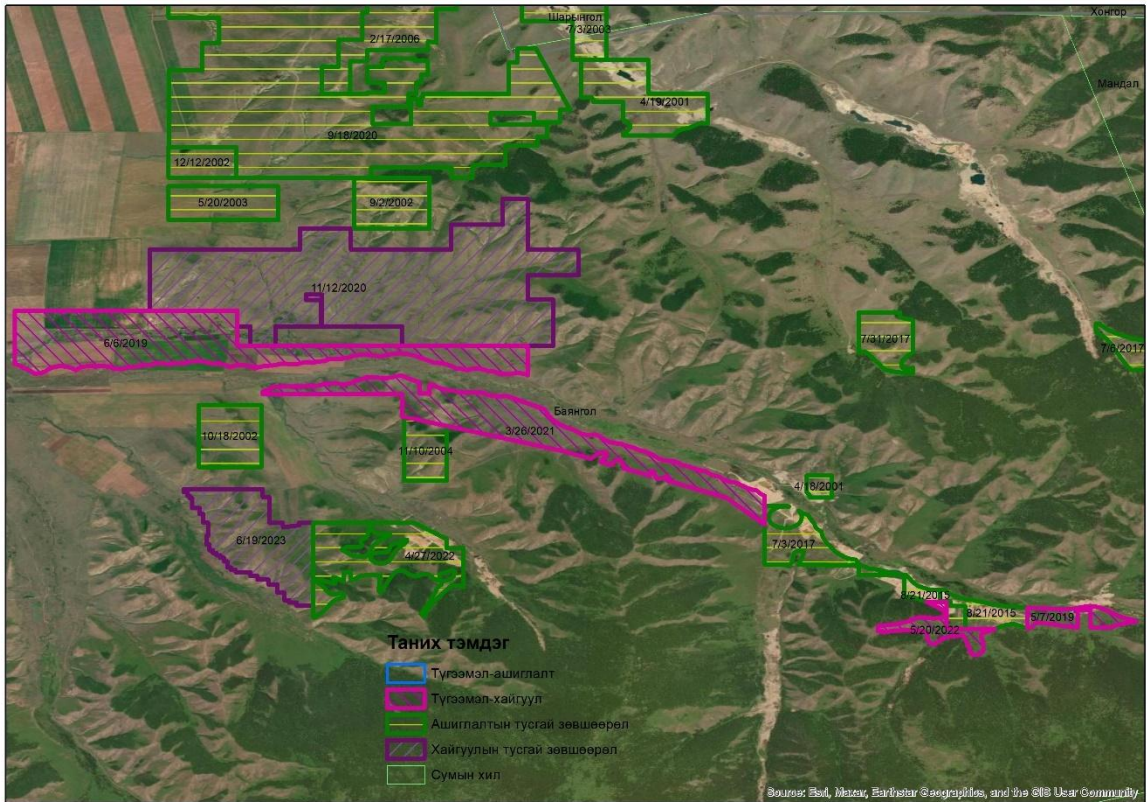 Шарынгол
Хонгор
7/3/2003
2/17/2006
Мандал
4/19/2001
9/18/2020
12/12/2002
5/20/2003
9/2/2002
11/12/2020
6/6/2019
7/31/2017
7/6/2017
Баянгол
3/26/2021
10/18/2002
11/10/2004
4/18/2001
6/19/2023
4/27/2022
7/3/2017
8/21/2015
8/21/2015
5/7/2019
5/20/2022
Таних тэмдэг
Түгээмэл-ашиглалт
Түгээмэл-хайгуул
Ашиглалтын тусгай зөвшөөрөл
Хайгуулын тусгай зөвшөөрөл
Сумын хил
Source: Esri, Maxar, Earthstar Geographics, and the GIS User Community